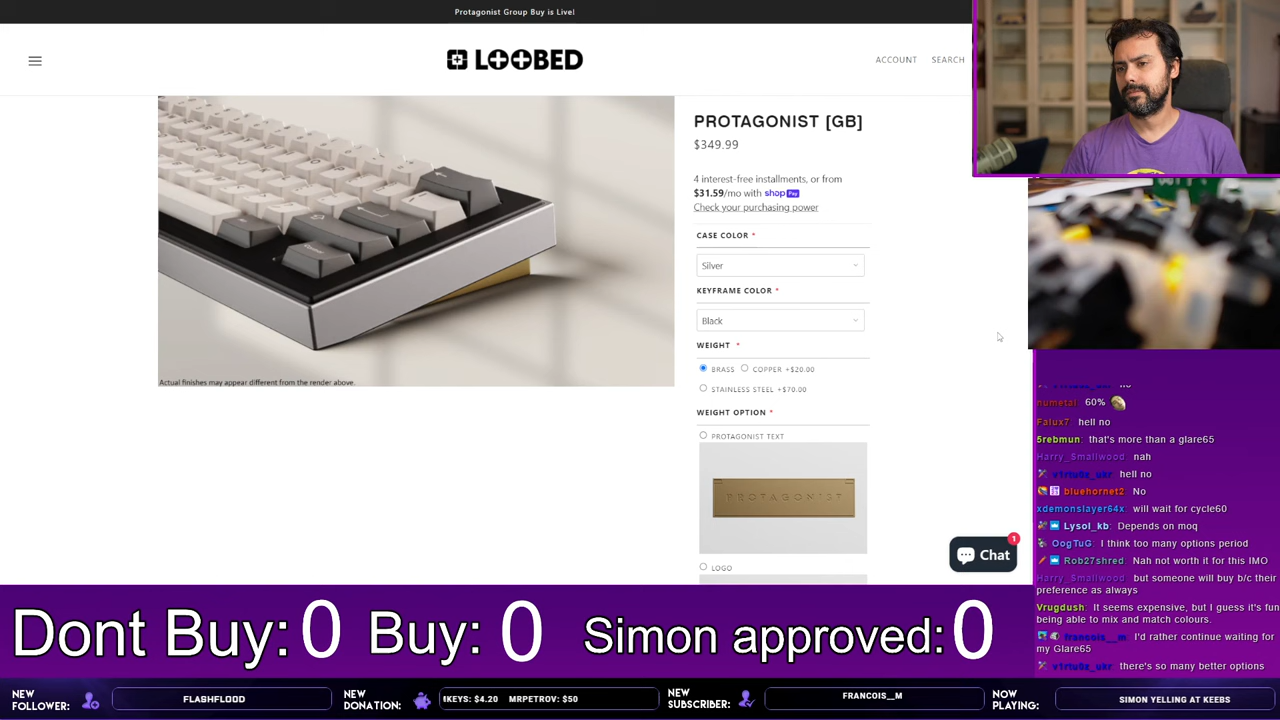 Protagonist Group Buy is Live!
LOOBED
ACCOUNT SEARCH
PROTAGONIST [GB]
$349.99
4 interest-free installments, or from
$31.59/mo with shop Pay
Check your purchasing power
CASE COLOR *
Silver
KEYFRAME COLOR *
Black
WEIGHT *
BRASS COPPER +$20.00
STAINLESS STEEL +$70.00
WEIGHT OPTION *
PROTAGONIST TEXT
PROTAGONIST
LOGO
Actual finishes may appear different from the render above.
Chat
1
numetal: 60%
Falux7: hell no
5rebmun: that's more than a glare65
Harry_Smallwood: nah
v1rtu0x_ukr: hell no
bluehornet2: No
xdemonslayer64x: will wait for cycle60
Lysol_kb: Depends on moq
OogTuG: I think too many options period
Rob27shred: Nah not worth it for this IMO
Harry_Smallwood: but someone will buy b/c their
preference as always
Vrugdush: It seems expensive, but I guess it's fun
being able to mix and match colours.
francois__m: I'd rather continue waiting for
my Glare65
v1rtu0x_ukr: there's so many better options
Dont Buy: 0 Buy: 0 Simon approved: 0
NEW
FOLLOWER:
FLASHFLOOD
NEW
DONATION:
KEYS: $4.20 MRPETROV: $50
NEW
SUBSCRIBER:
FRANCOIS__M
NOW
PLAYING:
SIMON YELLING AT KEEBS